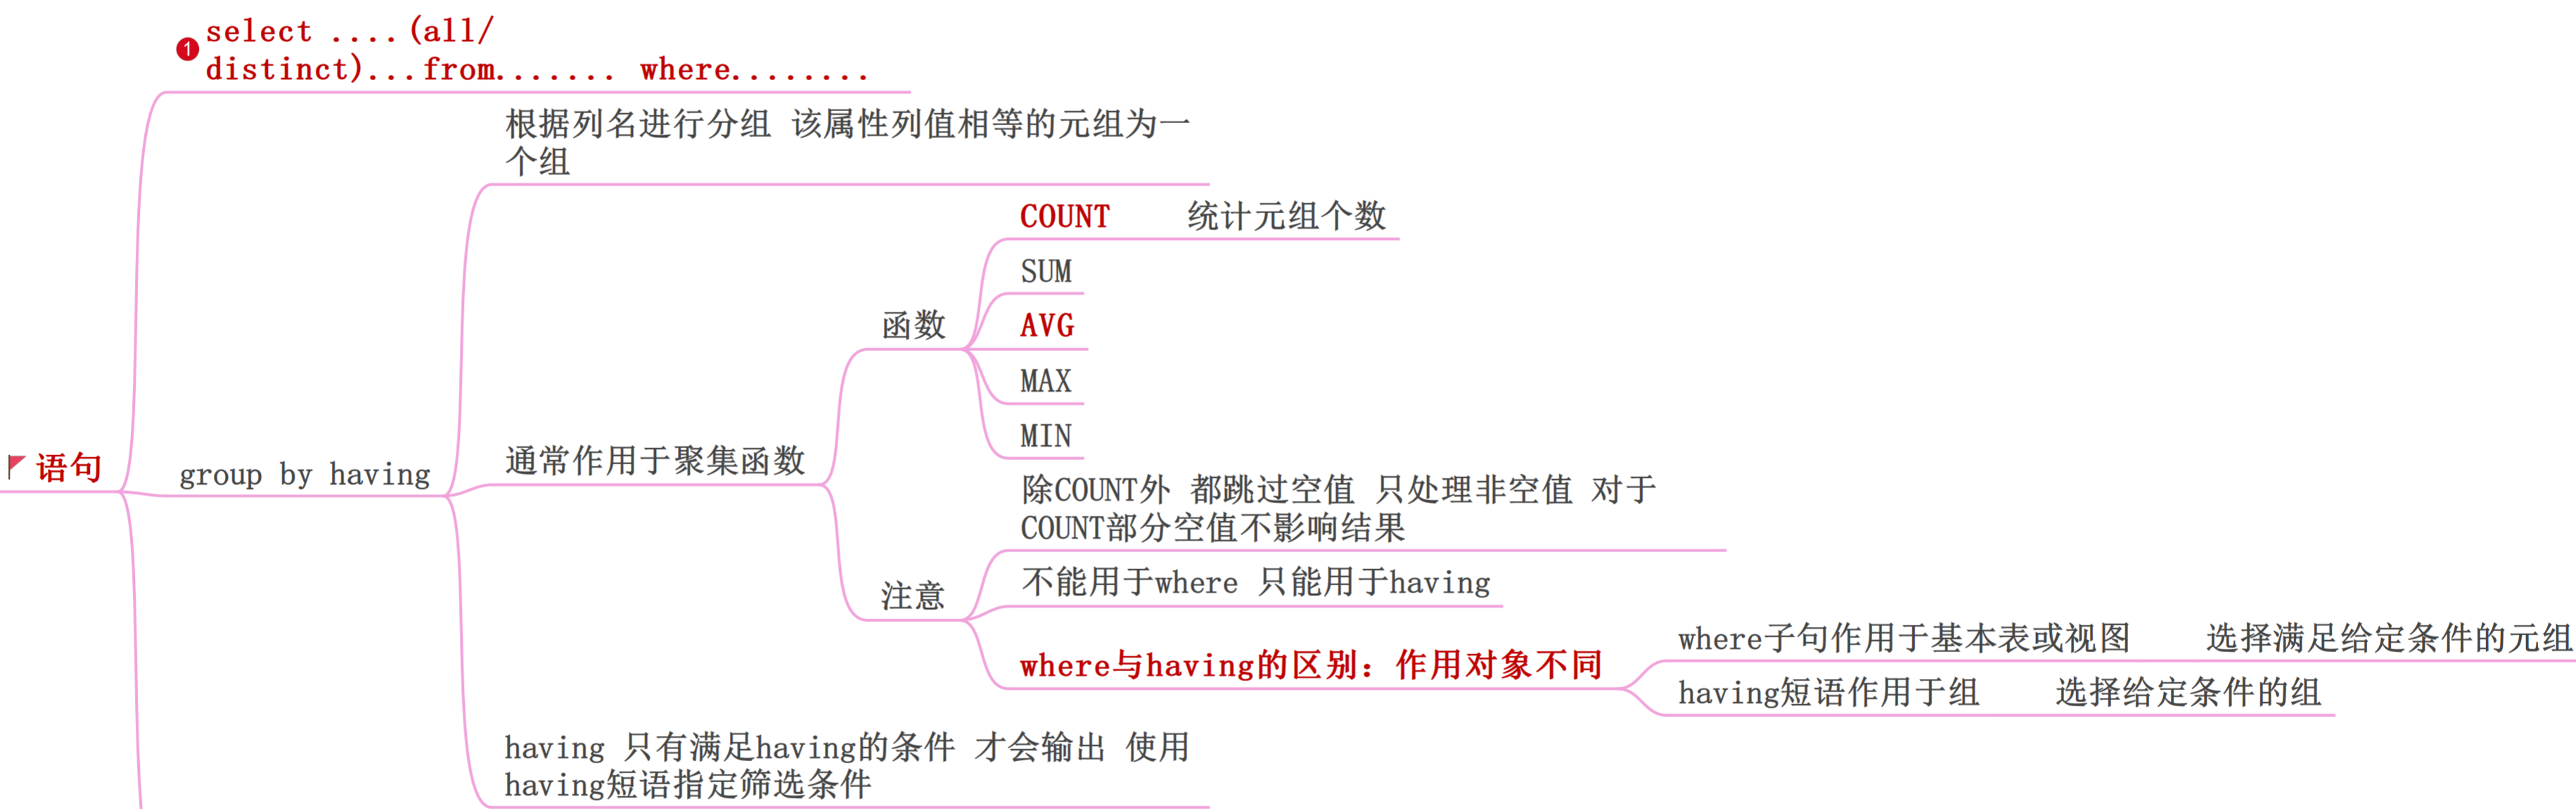 ❶ select ....(all/
distinct)...from....... where........
根据列名进行分组 该属性列值相等的元组为一
个组
COUNT 统计元组个数
SUM
函数
AVG
MAX
MIN
语句
group by having
通常作用于聚集函数
除COUNT外 都跳过空值 只处理非空值 对于
COUNT部分空值不影响结果
注意
不能用于where 只能用于having
where与having的区别：作用对象不同
where子句作用于基本表或视图 选择满足给定条件的元组
having短语作用于组 选择给定条件的组
having 只有满足having的条件 才会输出 使用
having短语指定筛选条件